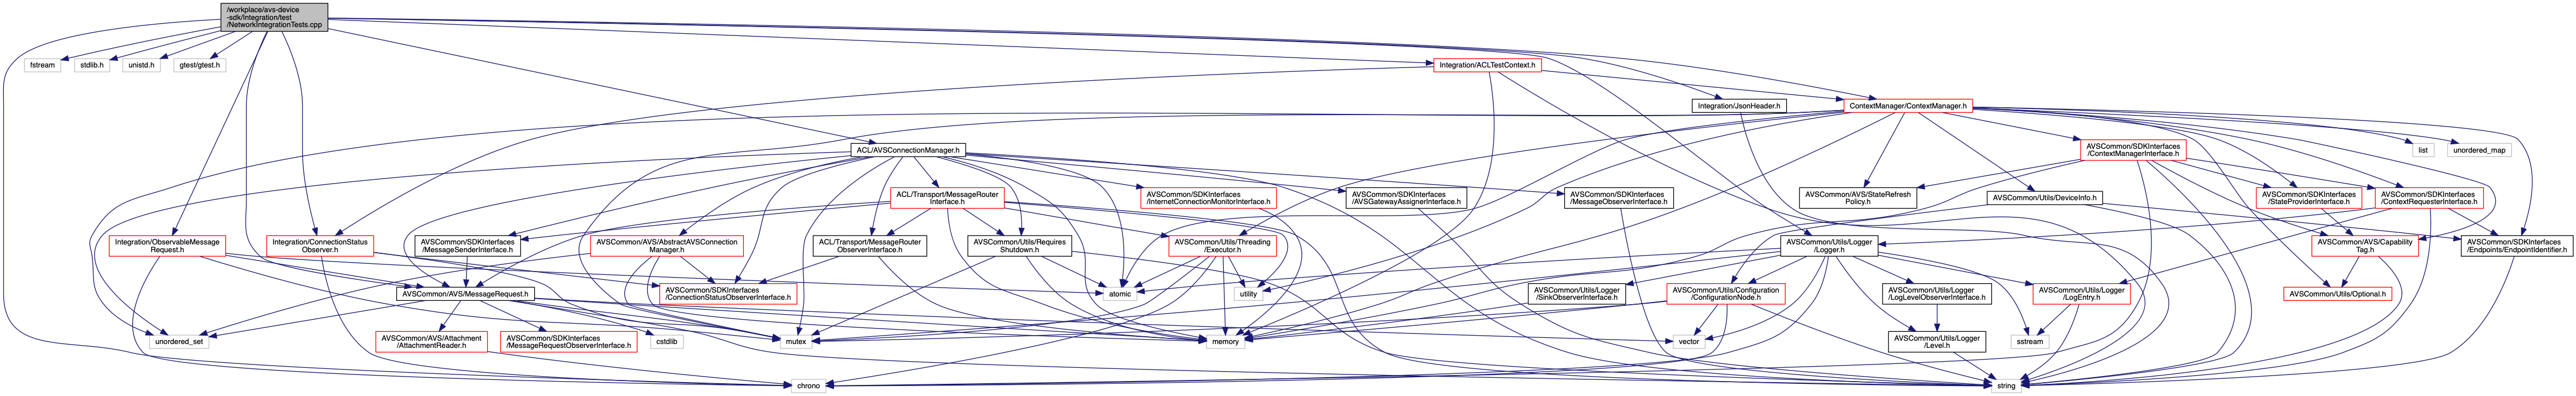 /workplace/avs-device
-sdk/Integration/test
/NetworkIntegrationTests.cpp
fstream
stdlib.h
unistd.h
gtest/gtest.h
Integration/ACLTestContext.h
Integration/JsonHeader.h
ContextManager/ContextManager.h
ACL/AVSConnectionManager.h
AVSCommon/SDKInterfaces
/ContextManagerInterface.h
list
unordered_map
ACL/Transport/MessageRouter
Interface.h
AVSCommon/SDKInterfaces
/InternetConnectionMonitorInterface.h
AVSCommon/SDKInterfaces
/AVSGatewayAssignerInterface.h
AVSCommon/SDKInterfaces
/MessageObserverInterface.h
AVSCommon/AVS/StateRefresh
Policy.h
AVSCommon/Utils/DeviceInfo.h
AVSCommon/SDKInterfaces
/StateProviderInterface.h
AVSCommon/SDKInterfaces
/ContextRequesterInterface.h
Integration/ObservableMessage
Request.h
Integration/ConnectionStatus
Observer.h
AVSCommon/SDKInterfaces
/MessageSenderInterface.h
AVSCommon/AVS/AbstractAVSConnection
Manager.h
ACL/Transport/MessageRouter
ObserverInterface.h
AVSCommon/Utils/Requires
Shutdown.h
AVSCommon/Utils/Threading
/Executor.h
AVSCommon/Utils/Logger
/Logger.h
AVSCommon/AVS/Capability
Tag.h
AVSCommon/SDKInterfaces
/Endpoints/EndpointIdentifier.h
AVSCommon/AVS/MessageRequest.h
AVSCommon/SDKInterfaces
/ConnectionStatusObserverInterface.h
atomic
utility
AVSCommon/Utils/Logger
/SinkObserverInterface.h
AVSCommon/Utils/Configuration
/ConfigurationNode.h
AVSCommon/Utils/Logger
/LogLevelObserverInterface.h
AVSCommon/Utils/Logger
/LogEntry.h
AVSCommon/Utils/Optional.h
unordered_set
AVSCommon/AVS/Attachment
/AttachmentReader.h
AVSCommon/SDKInterfaces
/MessageRequestObserverInterface.h
cstdlib
mutex
memory
vector
AVSCommon/Utils/Logger
/Level.h
sstream
chrono
string